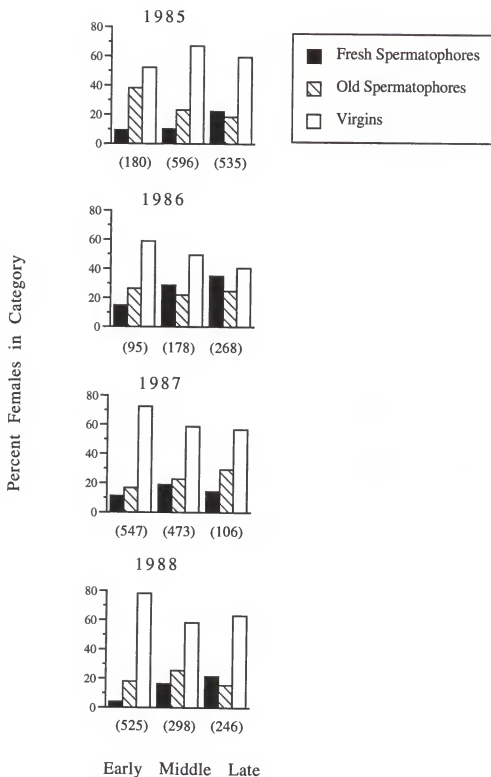 1985
80
60
40
20
0
(180) (596) (535)
Fresh Spermatophores
Old Spermatophores
Virgins
1986
80
60
40
20
0
(95) (178) (268)
Percent Females in Category
1987
80
60
40
20
0
(547) (473) (106)
1988
80
60
40
20
0
(525) (298) (246)
Early Middle Late